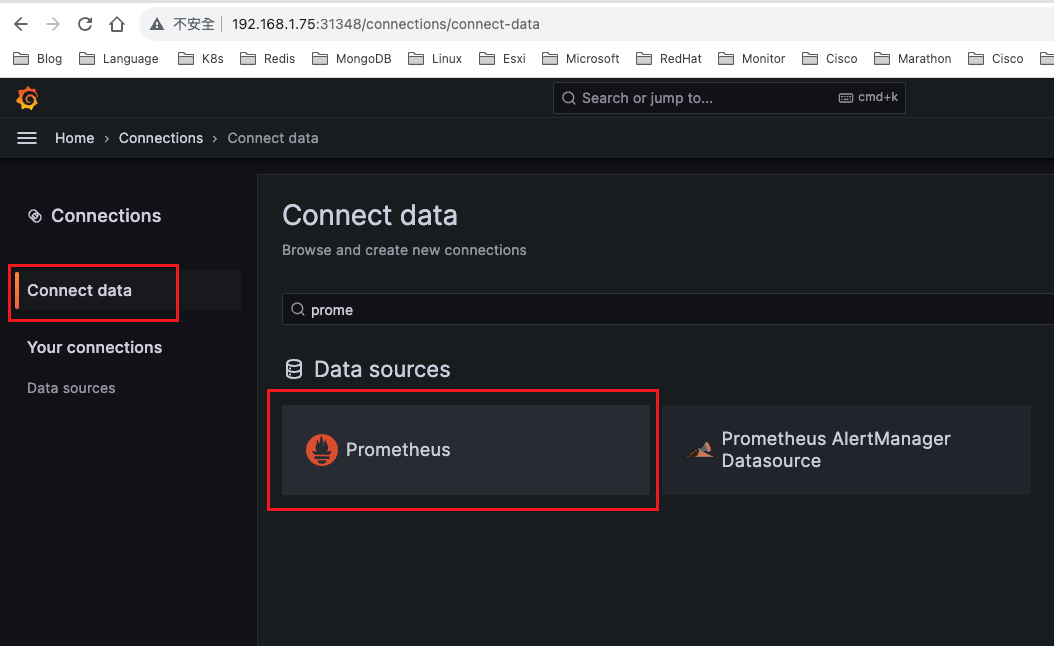 不安全 192.168.1.75:31348/connections/connect-data
Blog Language K8s Redis MongoDB Linux Esxi Microsoft RedHat Monitor Cisco Marathon Cisco
Search or jump to... cmd+k
Home › Connections › Connect data
Connections
Connect data
Your connections
Data sources
Connect data
Browse and create new connections
prome
Data sources
Prometheus
Prometheus AlertManager
Datasource